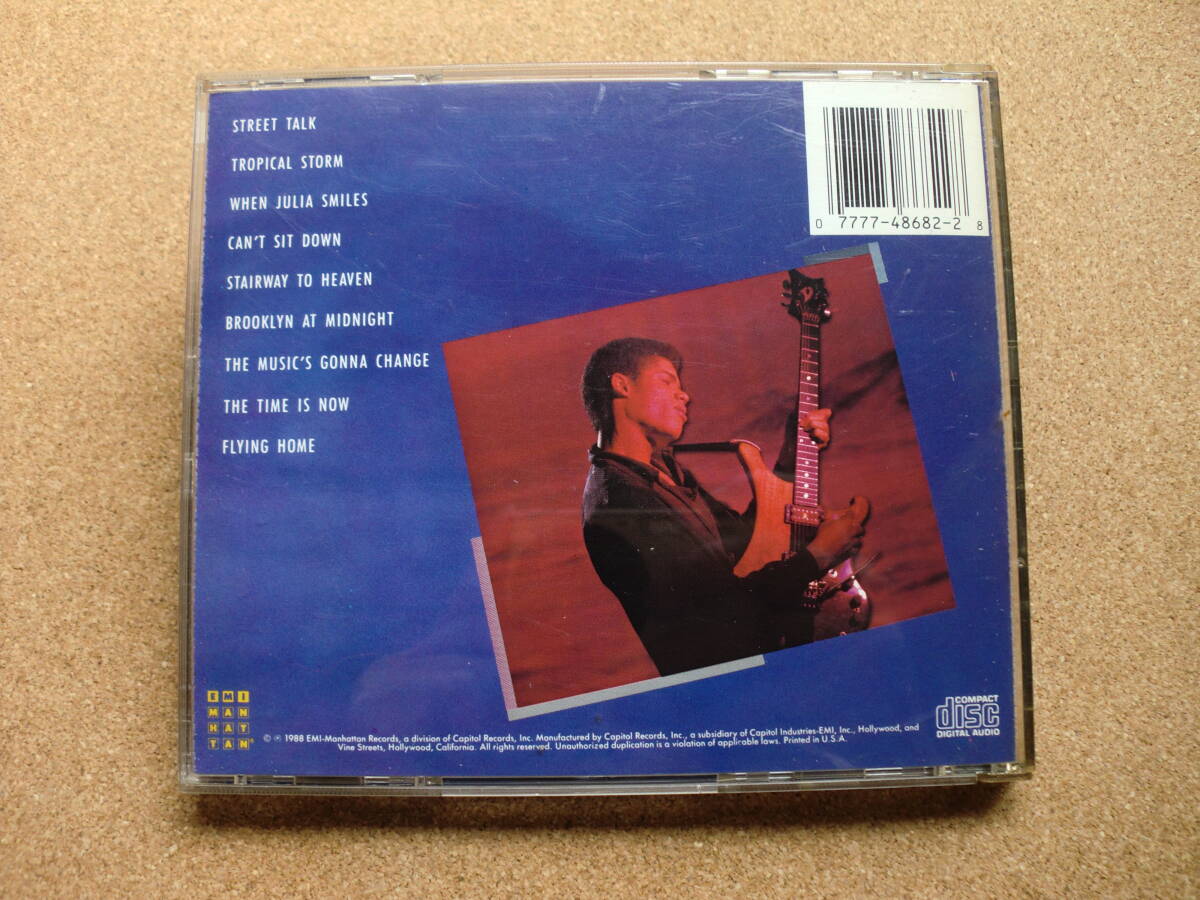 STREET TALK
TROPICAL STORM
WHEN JULIA SMILES
CAN'T SIT DOWN
STAIRWAY TO HEAVEN
BROOKLYN AT MIDNIGHT
THE MUSIC'S GONNA CHANGE
THE TIME IS NOW
FLYING HOME
0 7777-48682-2 8
EMI
MAN
HAT
TAN®
© ℗ 1988 EMI-Manhattan Records, a division of Capitol Records, Inc. Manufactured by Capitol Records, Inc., a subsidiary of Capitol Industries-EMI, Inc., Hollywood, and
Vine Streets, Hollywood, California. All rights reserved. Unauthorized duplication is a violation of applicable laws. Printed in U.S.A.
COMPACT
disc
DIGITAL AUDIO